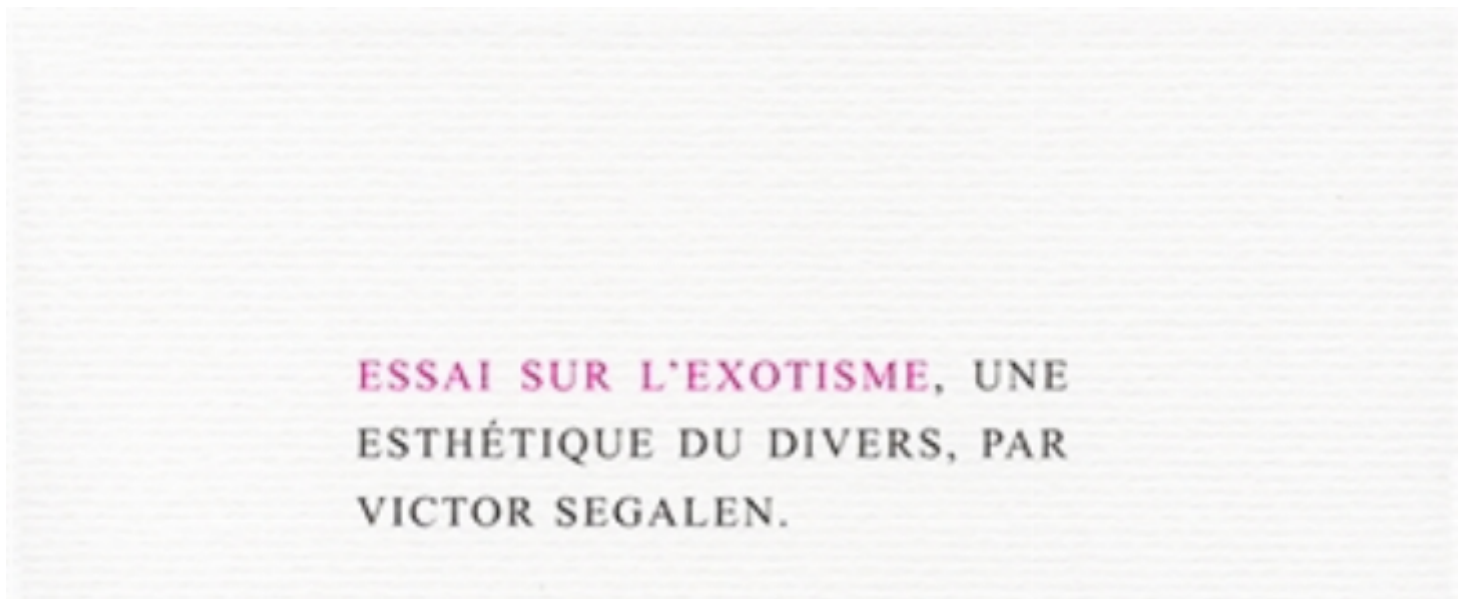 ESSAI SUR L'EXOTISME, UNE
ESTHÉTIQUE DU DIVERS, PAR
VICTOR SEGALEN.